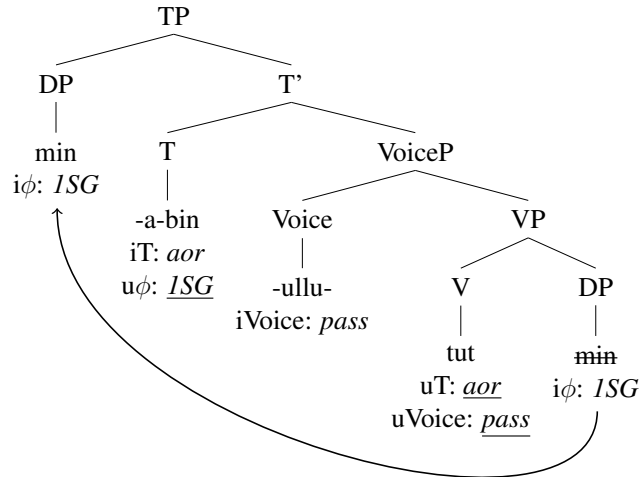 TP
DP T’
min T VoiceP
iϕ: 1SG -a-bin Voice VP
iT: aor -ullu- V DP
uϕ: 1SG iVoice: pass tut min
uT: aor iϕ: 1SG
uVoice: pass